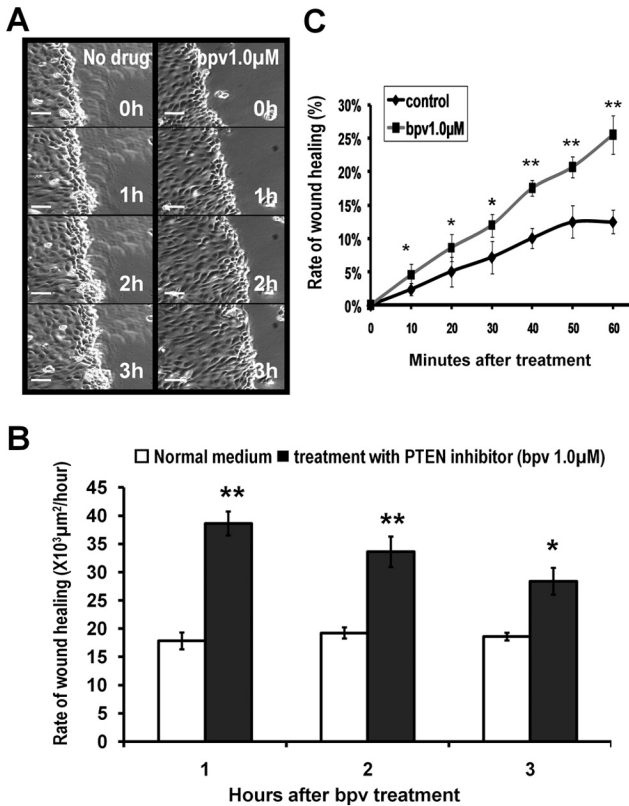 A
No drug
bpv1.0µM
0h
0h
1h
1h
2h
2h
3h
3h
C
control
bpv1.0µM
Rate of wound healing (%)
30%
25%
20%
15%
10%
5%
0%
*
*
*
**
**
**
0 10 20 30 40 50 60
Minutes after treatment
B
Normal medium treatment with PTEN inhibitor (bpv 1.0µM)
Rate of wound healing (X10³µm²/hour)
45
40
35
30
25
20
15
10
5
0
**
**
*
1 2 3
Hours after bpv treatment